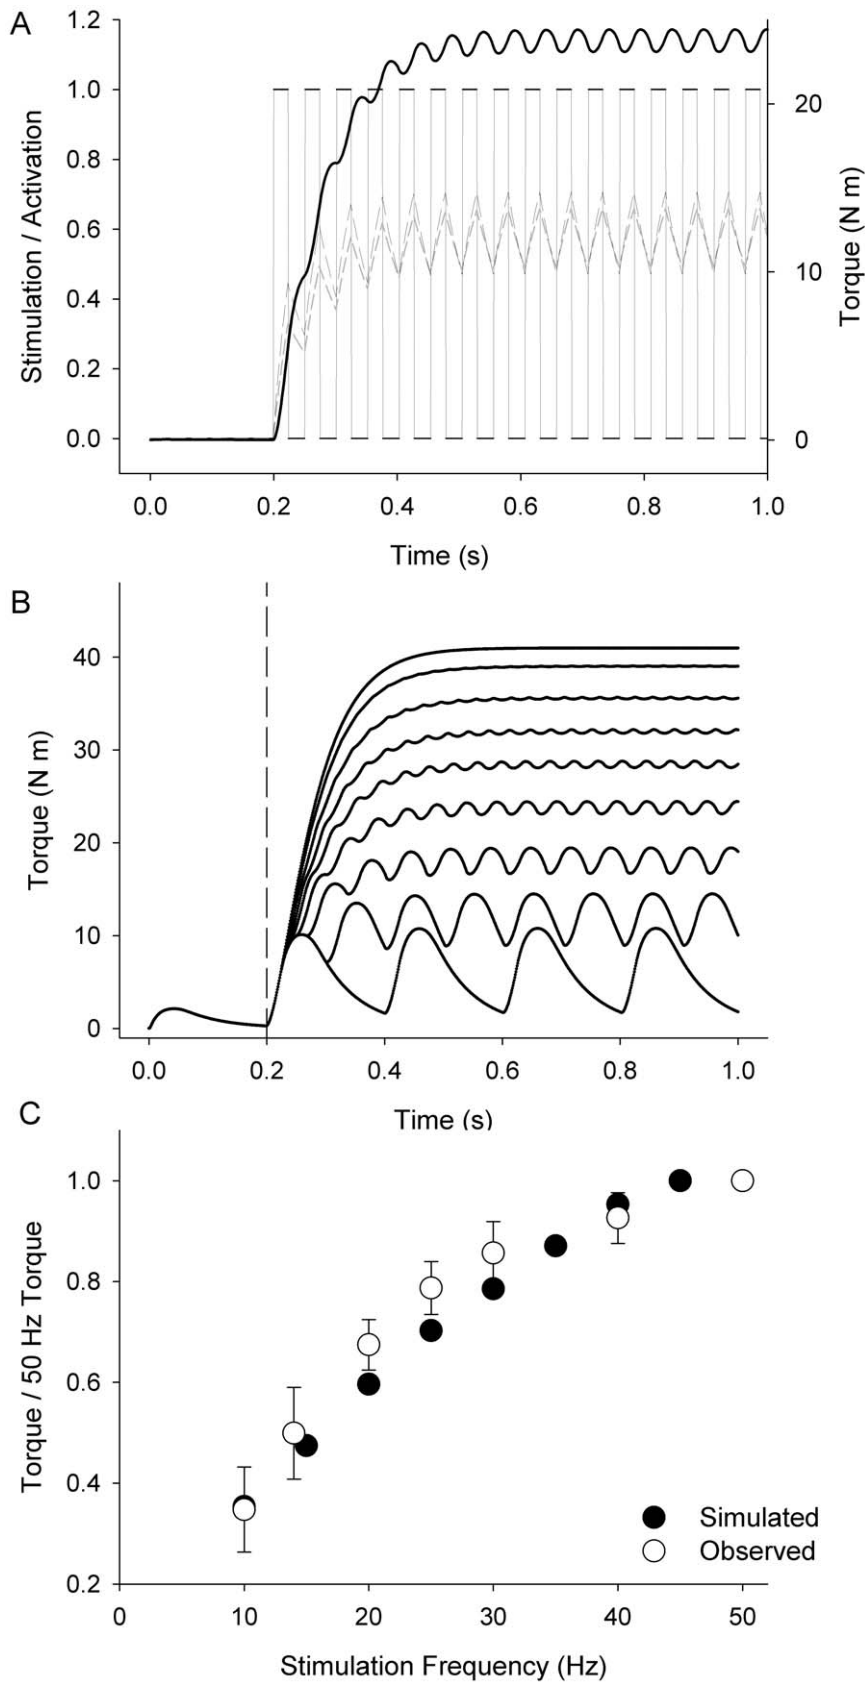 A
1.2
1.0
0.8
0.6
0.4
0.2
0.0
Stimulation / Activation
20
10
0
Torque (N m)
0.0 0.2 0.4 0.6 0.8 1.0
Time (s)
B
40
30
20
10
0
Torque (N m)
0.0 0.2 0.4 0.6 0.8 1.0
Time (s)
C
1.0
0.8
0.6
0.4
0.2
Torque / 50 Hz Torque
Simulated
Observed
0 10 20 30 40 50
Stimulation Frequency (Hz)